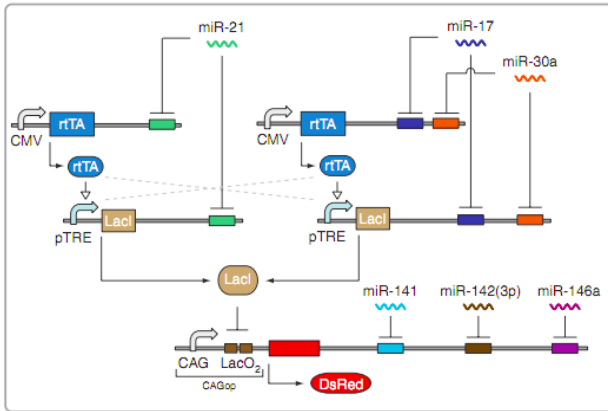 miR-21
miR-17
miR-30a
rtTA
rtTA
CMV
CMV
rtTA
rtTA
LacI
LacI
pTRE
pTRE
LacI
miR-141
miR-142(3p)
miR-146a
CAG
LacO2
CAGop
DsRed